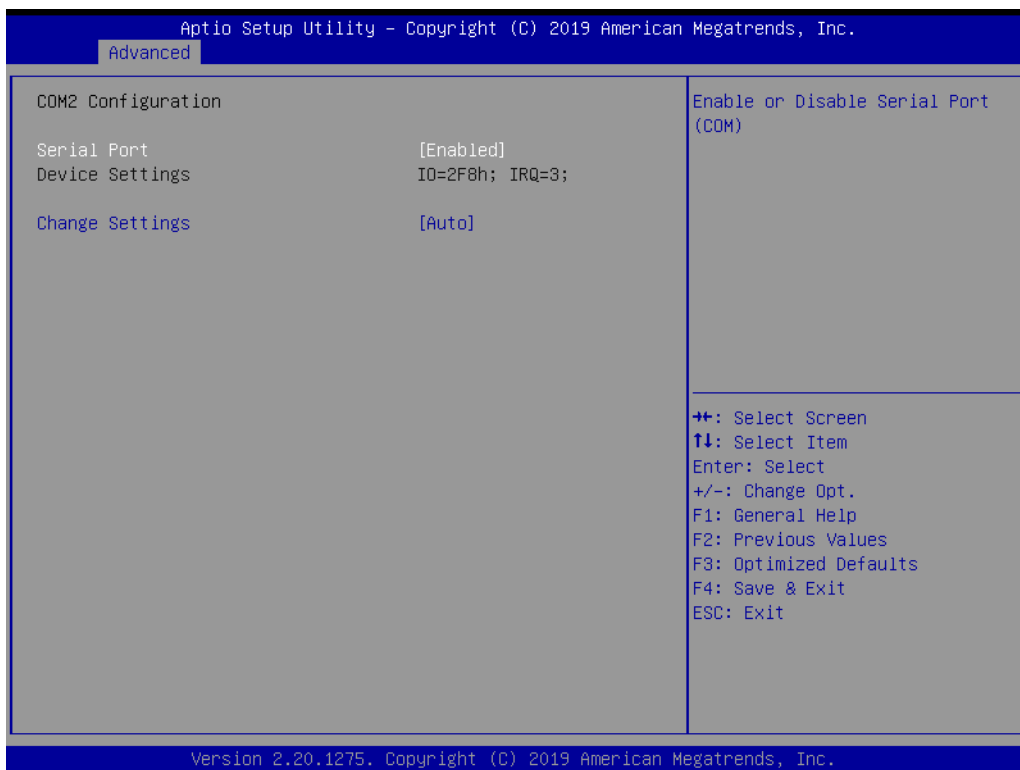 Aptio Setup Utility – Copyright (C) 2019 American Megatrends, Inc.
Advanced
COM2 Configuration
Serial Port [Enabled]
Device Settings IO=2F8h; IRQ=3;
Change Settings [Auto]
Enable or Disable Serial Port
(COM)
→←: Select Screen
↑↓: Select Item
Enter: Select
+/-: Change Opt.
F1: General Help
F2: Previous Values
F3: Optimized Defaults
F4: Save & Exit
ESC: Exit
Version 2.20.1275. Copyright (C) 2019 American Megatrends, Inc.